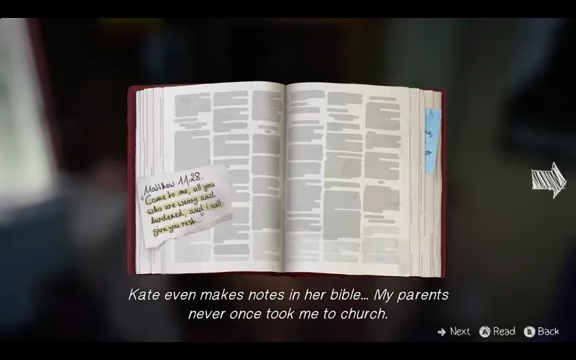 Matthew 11:28.
"Come to me, all you
who are weary and
burdened, and i will
give you rest...
Kate even makes notes in her bible... My parents
never once took me to church.
Next A Read B Back